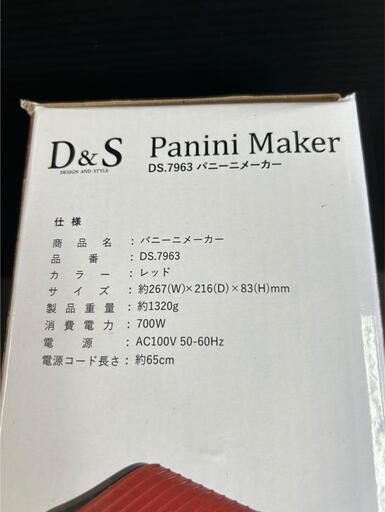 D&S Panini Maker
DESIGN AND STYLE
DS.7963 パニーニメーカー
仕様
商品名：パニーニメーカー
品番：DS.7963
カラー：レッド
サイズ：約267(W)×216(D)×83(H)mm
製品重量：約1320g
消費電力：700W
電源：AC100V 50-60Hz
電源コード長さ：約65cm